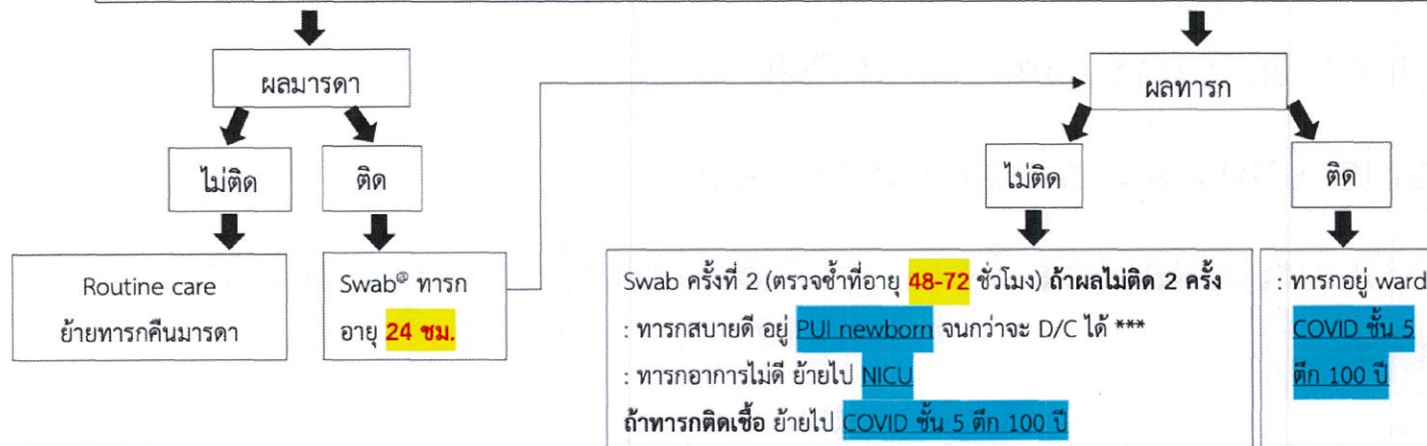 ผลมารดา
ผลทารก
ไม่ติด
ติด
ไม่ติด
ติด
Routine care
ย้ายทารกคืนมารดา
Swab@ ทารก
อายุ 24 ชม.
Swab ครั้งที่ 2 (ตรวจซ้ำที่อายุ 48-72 ชั่วโมง) ถ้าผลไม่ติด 2 ครั้ง
: ทารกสบายดี อยู่ PUI newborn จนกว่าจะ D/C ได้ ***
: ทารกอาการไม่ดี ย้ายไป NICU
ถ้าทารกติดเชื้อ ย้ายไป COVID ชั้น 5 ตึก 100 ปี
: ทารกอยู่ ward
COVID ชั้น 5
ตึก 100 ปี